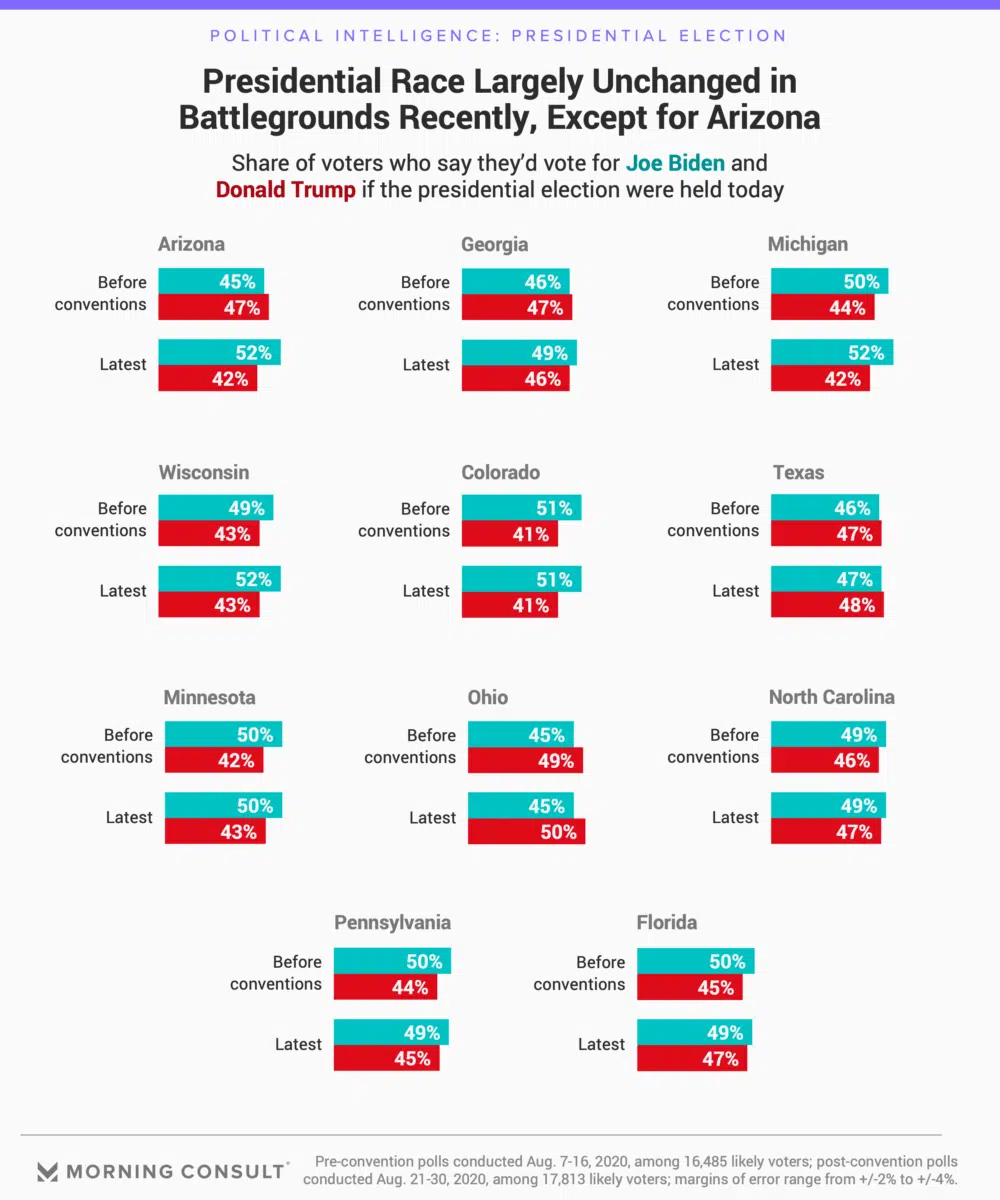 POLITICAL INTELLIGENCE: PRESIDENTIAL ELECTION
Presidential Race Largely Unchanged in
Battlegrounds Recently, Except for Arizona
Share of voters who say they'd vote for Joe Biden and
Donald Trump if the presidential election were held today
Arizona
Before
conventions
45%
47%
Latest
52%
42%
Georgia
Before
conventions
46%
47%
Latest
49%
46%
Michigan
Before
conventions
50%
44%
Latest
52%
42%
Wisconsin
Before
conventions
49%
43%
Latest
52%
43%
Colorado
Before
conventions
51%
41%
Latest
51%
41%
Texas
Before
conventions
46%
47%
Latest
47%
48%
Minnesota
Before
conventions
50%
42%
Latest
50%
43%
Ohio
Before
conventions
45%
49%
Latest
45%
50%
North Carolina
Before
conventions
49%
46%
Latest
49%
47%
Pennsylvania
Before
conventions
50%
44%
Latest
49%
45%
Florida
Before
conventions
50%
45%
Latest
49%
47%
MORNING CONSULT
Pre-convention polls conducted Aug. 7-16, 2020, among 16,485 likely voters; post-convention polls
conducted Aug. 21-30, 2020, among 17,813 likely voters; margins of error range from +/-2% to +/-4%.